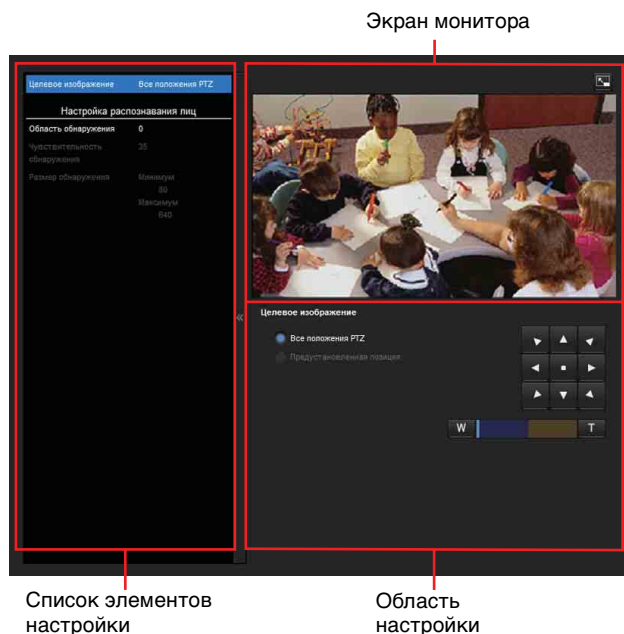 Экран монитора
Целевое изображение Все положения PTZ
Настройка распознавания лиц
Область обнаружения 0
Чувствительность 35
обнаружения
Размер обнаружения Минимум
80
Максимум
640
Целевое изображение
Все положения PTZ
Предустановленная позиция
W T
Список элементов
настройки
Область
настройки